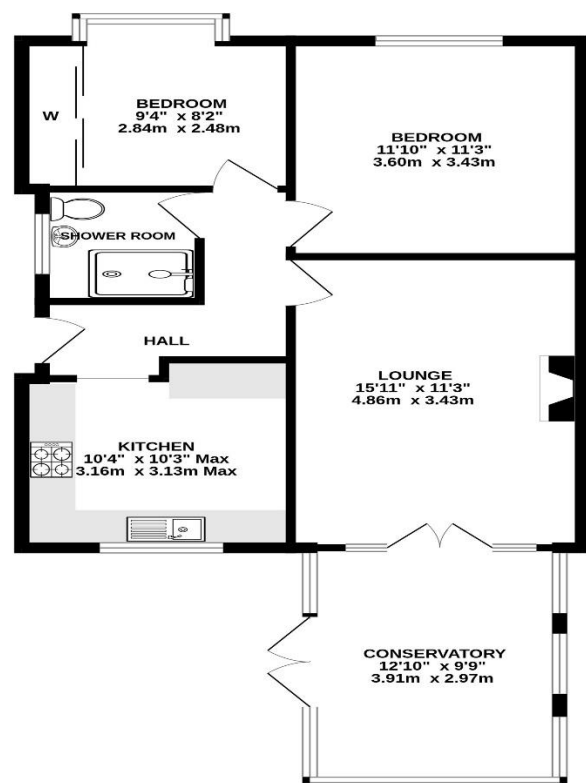 BEDROOM
9'4" x 8'2"
2.84m x 2.48m
W
BEDROOM
11'10" x 11'3"
3.60m x 3.43m
SHOWER ROOM
HALL
LOUNGE
15'11" x 11'3"
4.86m x 3.43m
KITCHEN
10'4" x 10'3" Max
3.16m x 3.13m Max
CONSERVATORY
12'10" x 9'9"
3.91m x 2.97m